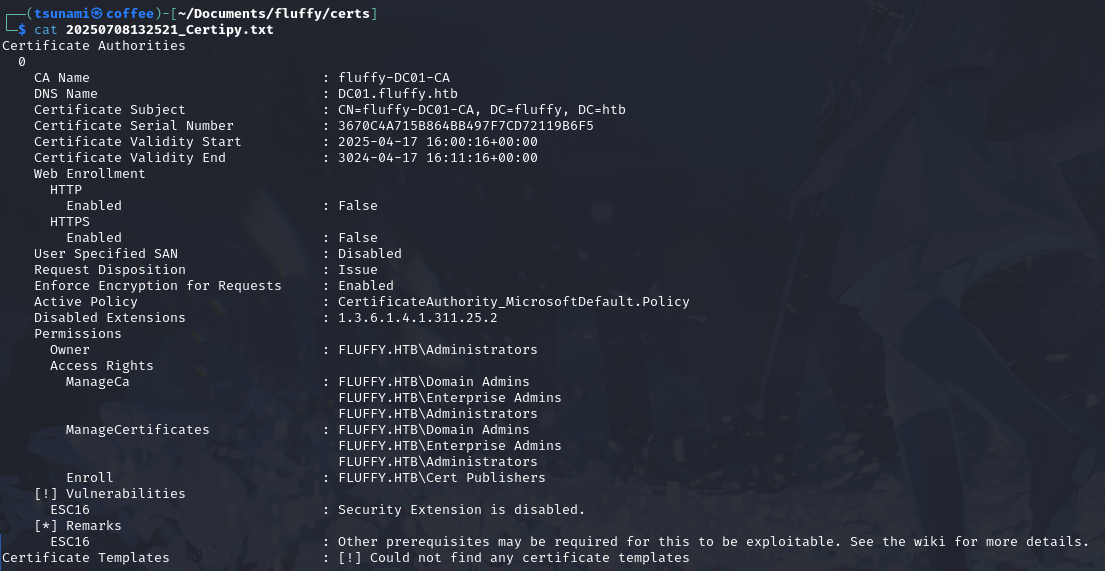 (tsunami㉿coffee)-[~/Documents/fluffy/certs]
$ cat 20250708132521_Certipy.txt
Certificate Authorities
0
CA Name : fluffy-DC01-CA
DNS Name : DC01.fluffy.htb
Certificate Subject : CN=fluffy-DC01-CA, DC=fluffy, DC=htb
Certificate Serial Number : 3670C4A715B864BB497F7CD72119B6F5
Certificate Validity Start : 2025-04-17 16:00:16+00:00
Certificate Validity End : 3024-04-17 16:11:16+00:00
Web Enrollment
HTTP
Enabled : False
HTTPS
Enabled : False
User Specified SAN : Disabled
Request Disposition : Issue
Enforce Encryption for Requests : Enabled
Active Policy : CertificateAuthority_MicrosoftDefault.Policy
Disabled Extensions : 1.3.6.1.4.1.311.25.2
Permissions
Owner : FLUFFY.HTB\Administrators
Access Rights
ManageCa : FLUFFY.HTB\Domain Admins
FLUFFY.HTB\Enterprise Admins
FLUFFY.HTB\Administrators
ManageCertificates : FLUFFY.HTB\Domain Admins
FLUFFY.HTB\Enterprise Admins
FLUFFY.HTB\Administrators
Enroll : FLUFFY.HTB\Cert Publishers
[!] Vulnerabilities
ESC16 : Security Extension is disabled.
[*] Remarks
ESC16 : Other prerequisites may be required for this to be exploitable. See the wiki for more details.
Certificate Templates : [!] Could not find any certificate templates